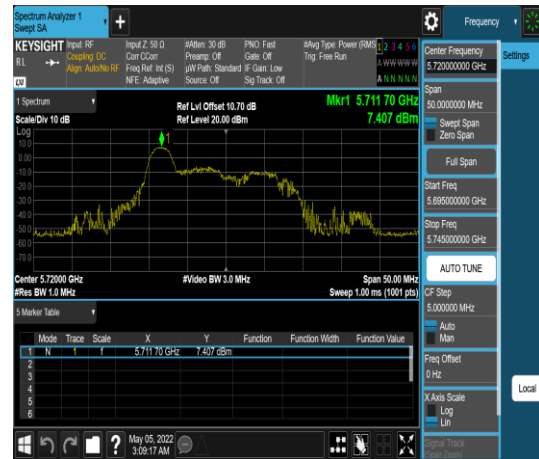 Spectrum Analyzer 1
Swept SA
+
Frequency
KEYSIGHT
RL
LNI
Input: RF
Coupling: DC
Align: Auto/No RF
Input Z: 50 Ω
Corr CCorr
Freq Ref: Int (S)
NFE: Adaptive
#Atten: 30 dB
Preamp: Off
µW Path: Standard
Source: Off
PNO: Fast
Gate: Off
IF Gain: Low
Sig Track: Off
#Avg Type: Power (RMS
Trig: Free Run
1 2 3 4 5 6
A W W W W W
A N N N N N
1 Spectrum
Scale/Div 10 dB
Ref Lvl Offset 10.70 dB
Ref Level 20.00 dBm
Mkr1 5.711 70 GHz
7.407 dBm
Log
1
10.0
0.00
-10.0
-20.0
-30.0
-40.0
-50.0
-60.0
-70.0
Center 5.72000 GHz
#Res BW 1.0 MHz
#Video BW 3.0 MHz
Span 50.00 MHz
Sweep 1.00 ms (1001 pts)
5 Marker Table
Mode Trace Scale X Y Function Function Width Function Value
1 N 1 f 5.711 70 GHz 7.407 dBm
2
3
4
5
6
May 05, 2022
3:09:17 AM
?
Center Frequency
5.720000000 GHz
Span
50.0000000 MHz
Swept Span
Zero Span
Full Span
Start Freq
5.695000000 GHz
Stop Freq
5.745000000 GHz
AUTO TUNE
CF Step
5.000000 MHz
Auto
Man
Freq Offset
0 Hz
X Axis Scale
Log
Lin
Signal Track
(Span Zoom)
Settings
Local